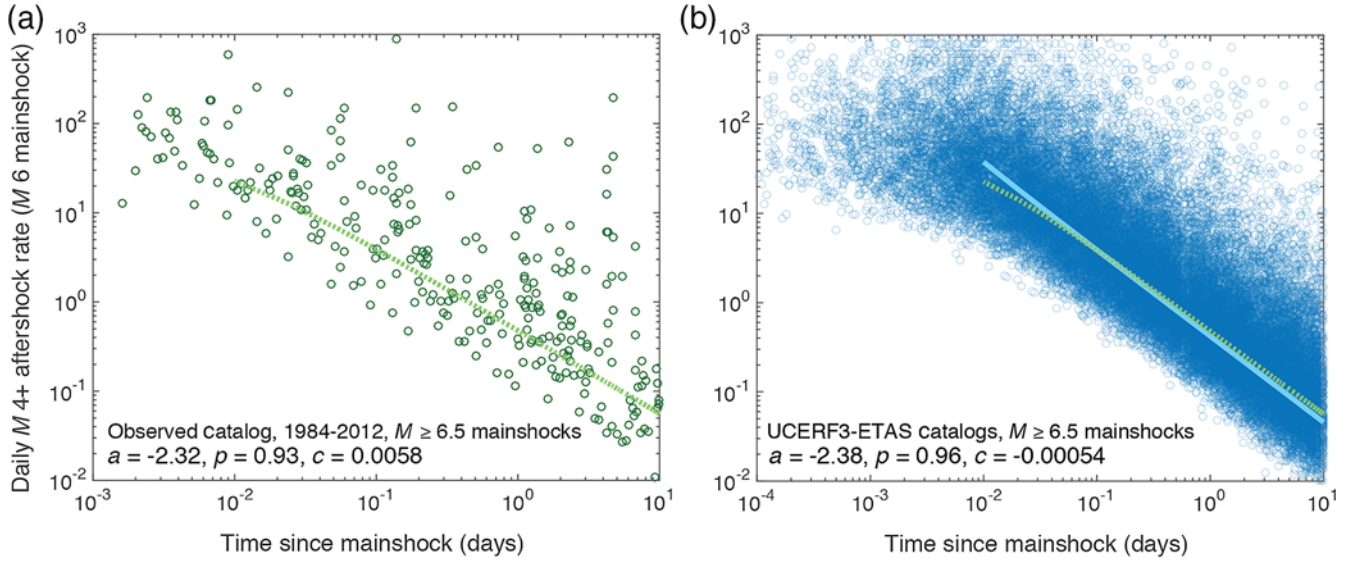 (a)
Daily M 4+ aftershock rate (M 6 mainshock)
10^3
10^2
10^1
10^0
10^-1
10^-2
Observed catalog, 1984-2012, M ≥ 6.5 mainshocks
a = -2.32, p = 0.93, c = 0.0058
10^-3
10^-2
10^-1
10^0
10^1
Time since mainshock (days)
(b)
10^3
10^2
10^1
10^0
10^-1
10^-2
UCERF3-ETAS catalogs, M ≥ 6.5 mainshocks
a = -2.38, p = 0.96, c = -0.00054
10^-4
10^-3
10^-2
10^-1
10^0
10^1
Time since mainshock (days)